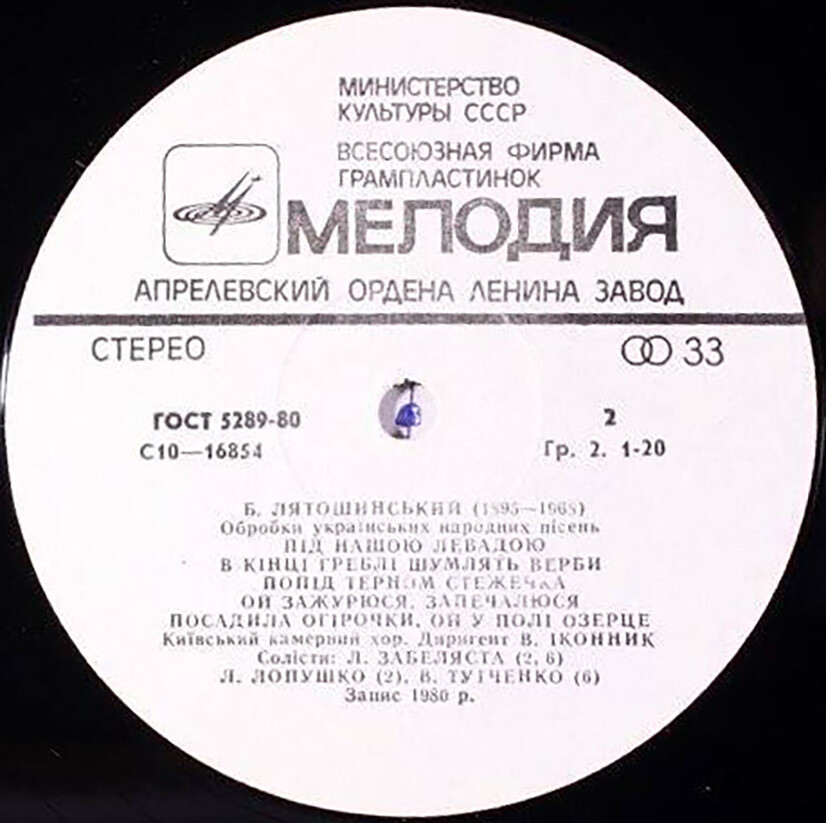 МИНИСТЕРСТВО
КУЛЬТУРЫ СССР
ВСЕСОЮЗНАЯ ФИРМА
ГРАМПЛАСТИНОК
МЕЛОДИЯ
АПРЕЛЕВСКИЙ ОРДЕНА ЛЕНИНА ЗАВОД
СТЕРЕО 33
ГОСТ 5289-80 2
С10—16854 Гр. 2. 1-20
Б. ЛЯТОШИНСЬКИЙ (1895—1968)
Обробки українських народних пісень
ПІД НАШОЮ ЛЕВАДОЮ
В КІНЦІ ГРЕБЛІ ШУМЛЯТЬ ВЕРБИ
ПОПІД ТЕРНОМ СТЕЖЕЧКА
ОЙ ЗАЖУРЮСЯ, ЗАПЕЧАЛЮСЯ
ПОСАДИЛА ОГІРОЧКИ, ОЙ У ПОЛІ ОЗЕРЦЕ
Київський камерний хор. Диригент В. ІКОННИК
Солісти: Л. ЗАБЕЛЯСТА (2, 6)
Л. ЛОПУШКО (2), В. ТУТЧЕНКО (6)
Запис 1980 р.